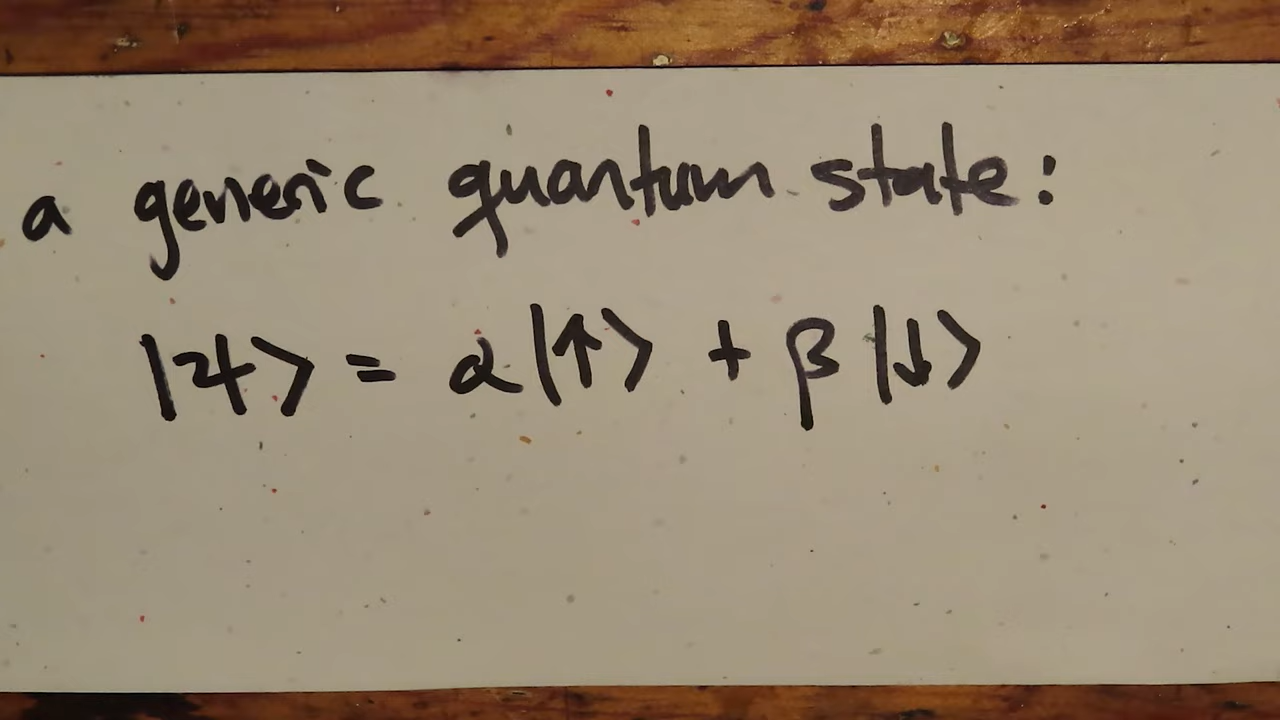 a generic quantum state:
|ψ⟩ = α|↑⟩ + β|↓⟩